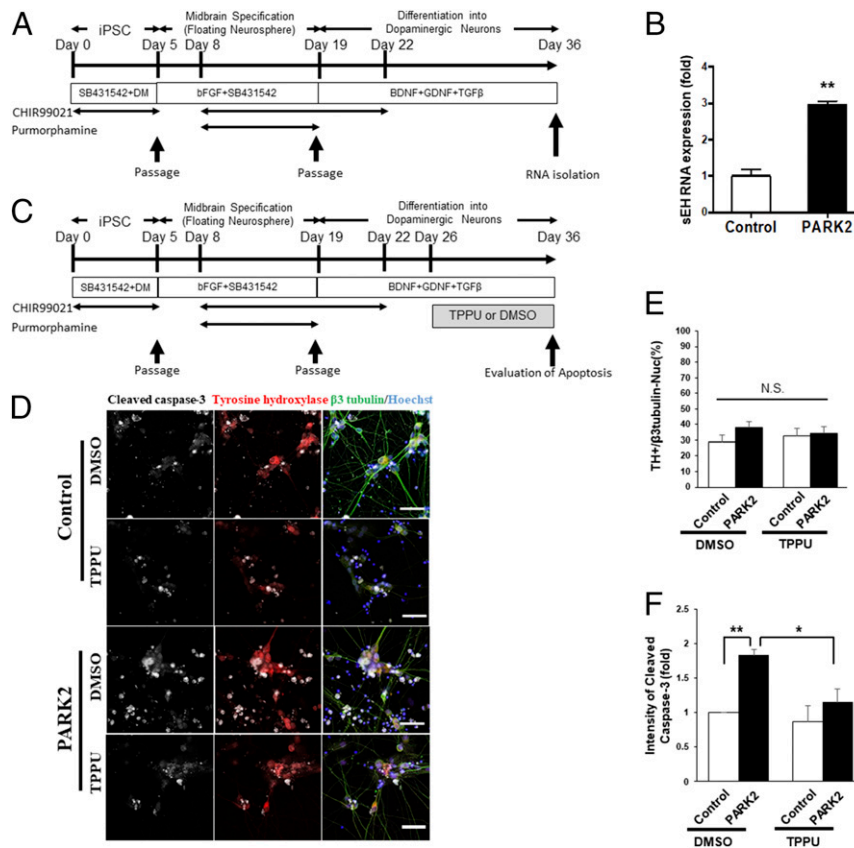 A
iPSC
Midbrain Specification
(Floating Neurosphere)
Differentiation into
Dopaminergic Neurons
Day 0
Day 5
Day 8
Day 19
Day 22
Day 36
SB431542+DM
bFGF+SB431542
BDNF+GDNF+TGFβ
CHIR99021
Purmorphamine
Passage
Passage
RNA isolation
B
sEH RNA expression (fold)
4
3
2
1
0
**
Control
PARK2
C
iPSC
Midbrain Specification
(Floating Neurosphere)
Differentiation into
Dopaminergic Neurons
Day 0
Day 5
Day 8
Day 19
Day 22
Day 26
Day 36
SB431542+DM
bFGF+SB431542
BDNF+GDNF+TGFβ
CHIR99021
Purmorphamine
TPPU or DMSO
Passage
Passage
Evaluation of Apoptosis
D
Cleaved caspase-3
Tyrosine hydroxylase
β3 tubulin/Hoechst
Control
DMSO
TPPU
PARK2
DMSO
TPPU
E
TH+/β3tubulin-Nuc(%)
100
90
80
70
60
50
40
30
20
10
0
N.S.
Control
PARK2
Control
PARK2
DMSO
TPPU
F
Intensity of Cleaved
Caspase-3 (fold)
2.5
2
1.5
1
0.5
0
**
*
Control
PARK2
Control
PARK2
DMSO
TPPU